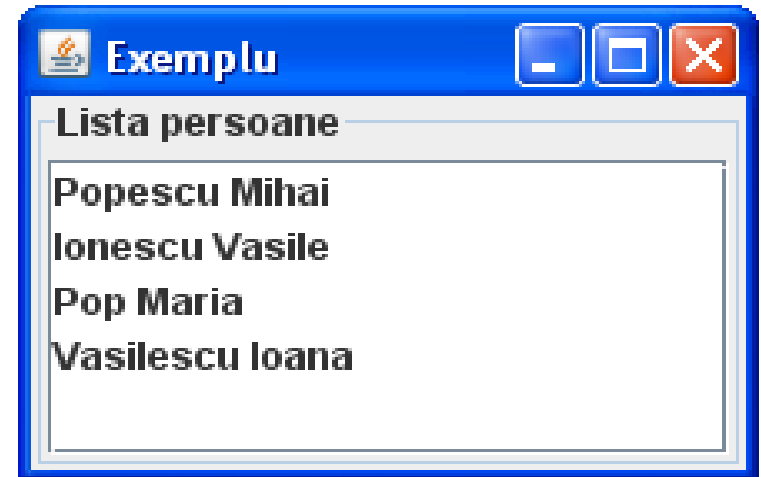 Exemplu
Lista persoane
Popescu Mihai
Ionescu Vasile
Pop Maria
Vasilescu Ioana